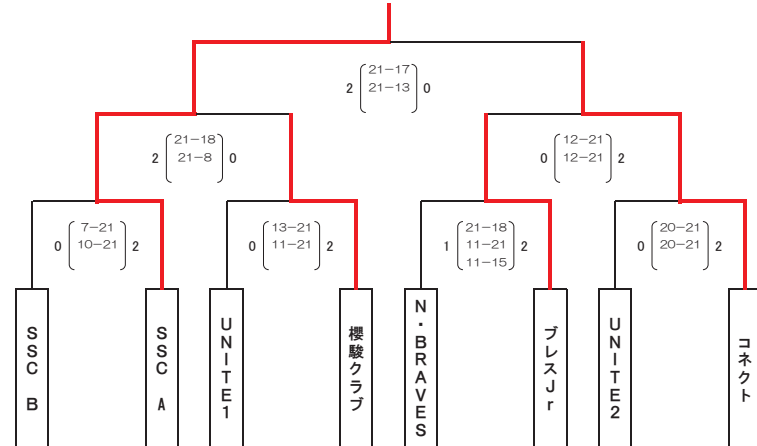 21-17
2 21-13 0
21-18
2 21-8 0
12-21
0 12-21 2
7-21
0 10-21 2
13-21
0 11-21 2
21-18
1 11-21 2
11-15
20-21
0 20-21 2
SSC B
SSC A
UNITE1
櫻駿クラブ
N・BRAVES
ブレスJr
UNITE2
コネクト